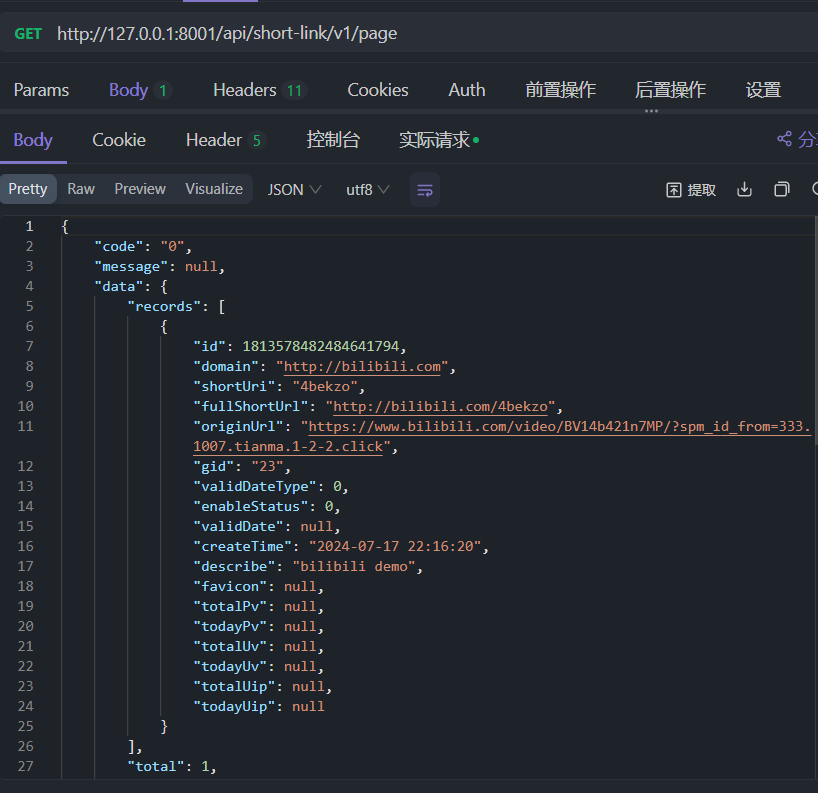 GET http://127.0.0.1:8001/api/short-link/v1/page
Params Body 1 Headers 11 Cookies Auth 前置操作 后置操作 设置
Body Cookie Header 5 控制台 实际请求 分
Pretty Raw Preview Visualize JSON utf8 提取
1 {
2 "code": "0",
3 "message": null,
4 "data": {
5 "records": [
6 {
7 "id": 1813578482484641794,
8 "domain": "http://bilibili.com",
9 "shortUri": "4bekzo",
10 "fullShortUrl": "http://bilibili.com/4bekzo",
11 "originUrl": "https://www.bilibili.com/video/BV14b421n7MP/?spm_id_from=333.
1007.tianma.1-2-2.click",
12 "gid": "23",
13 "validDateType": 0,
14 "enableStatus": 0,
15 "validDate": null,
16 "createTime": "2024-07-17 22:16:20",
17 "describe": "bilibili demo",
18 "favicon": null,
19 "totalPv": null,
20 "todayPv": null,
21 "totalUv": null,
22 "todayUv": null,
23 "totalUip": null,
24 "todayUip": null
25 }
26 ],
27 "total": 1,